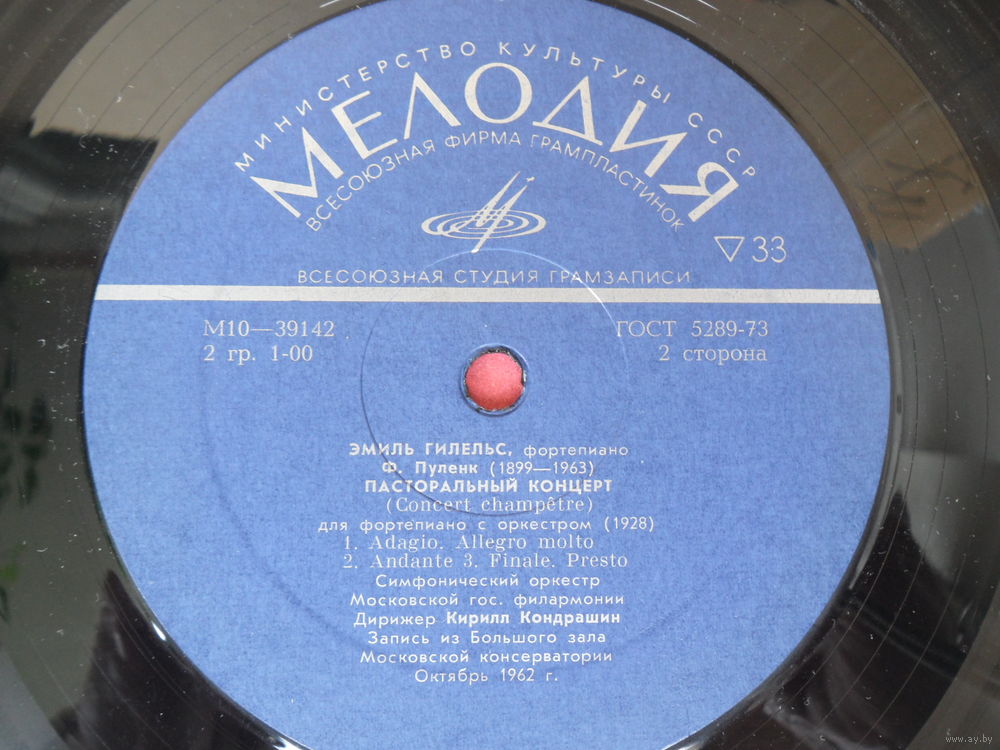 МИНИСТЕРСТВО КУЛЬТУРЫ СССР
МЕЛОДИЯ
ВСЕСОЮЗНАЯ ФИРМА ГРАМПЛАСТИНОК
▽33
ВСЕСОЮЗНАЯ СТУДИЯ ГРАМЗАПИСИ
М10—39142
ГОСТ 5289-73
2 гр. 1-00
2 сторона
ЭМИЛЬ ГИЛЕЛЬС, фортепиано
Ф. Пуленк (1899—1963)
ПАСТОРАЛЬНЫЙ КОНЦЕРТ
(Concert champêtre)
для фортепиано с оркестром (1928)
1. Adagio. Allegro molto
2. Andante 3. Finale. Presto
Симфонический оркестр
Московской гос. филармонии
Дирижер Кирилл Кондрашин
Запись из Большого зала
Московской консерватории
Октябрь 1962 г.
www.ay.by